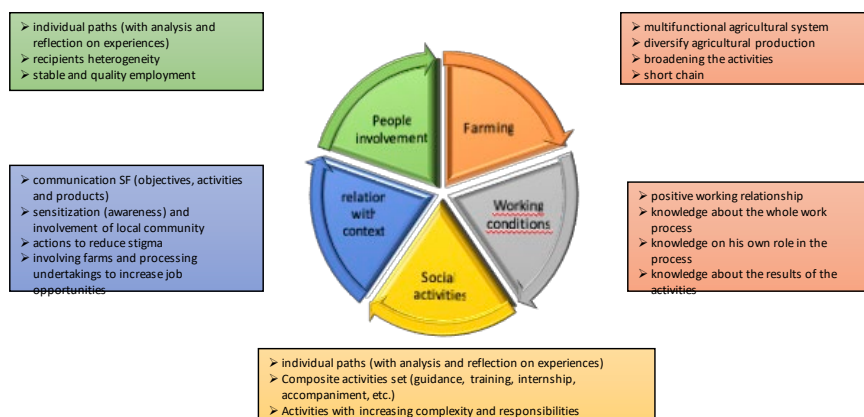 ➢ individual paths (with analysis and
reflection on experiences)
➢ recipients heterogeneity
➢ stable and quality employment
➢ multifunctional agricultural system
➢ diversify agricultural production
➢ broadening the activities
➢ short chain
People
involvement
Farming
➢ communication SF (objectives, activities
and products)
➢ sensitization (awareness) and
involvement of local community
➢ actions to reduce stigma
➢ involving farms and processing
undertakings to increase job
opportunities
relation
with
context
Working
conditions
➢ positive working relationship
➢ knowledge about the whole work
process
➢ knowledge on his own role in the
process
➢ knowledge about the results of the
activities
Social
activities
➢ individual paths (with analysis and reflection on experiences)
➢ Composite activities set (guidance, training, internship,
accompaniment, etc.)
➢ Activities with increasing complexity and responsibilities